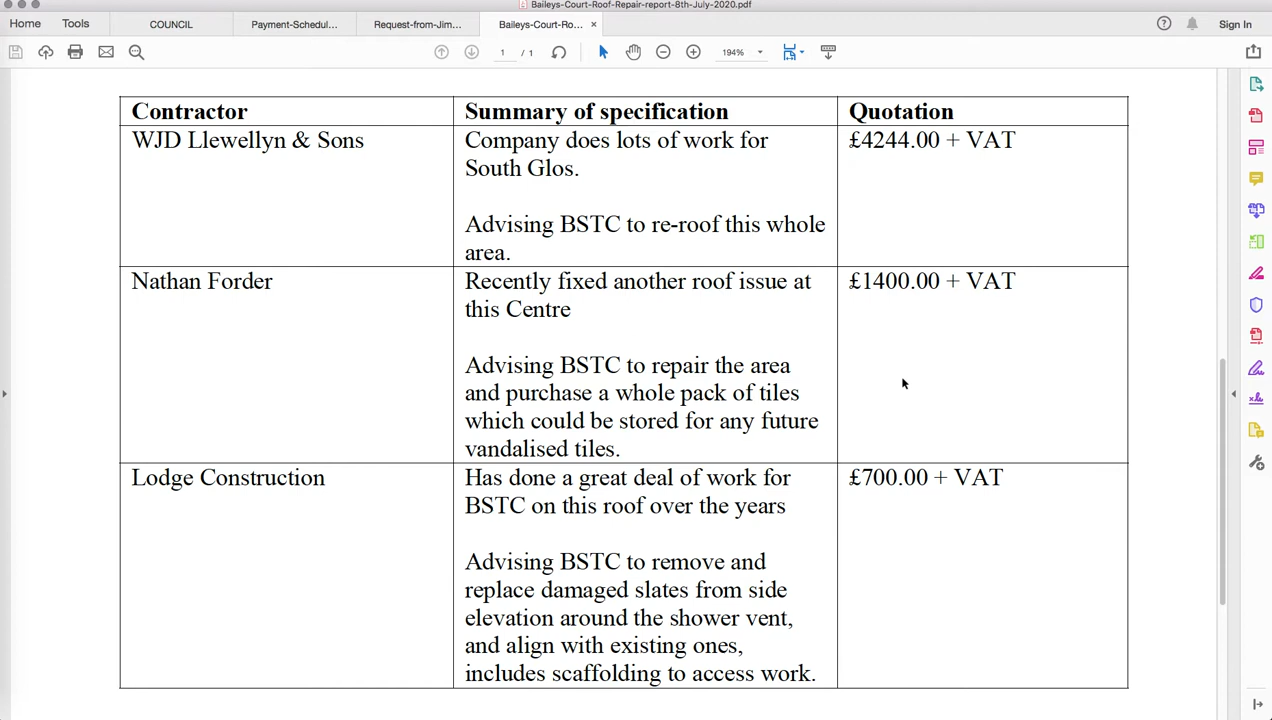 Baileys-Court-Roof-Repair-report-8th-July-2020.pdf
Home Tools COUNCIL Payment-Schedul... Request-from-Jim... Baileys-Court-Ro... × Sign In
1 / 1 194%
Contractor Summary of specification Quotation
WJD Llewellyn & Sons Company does lots of work for £4244.00 + VAT
South Glos.
Advising BSTC to re-roof this whole
area.
Nathan Forder Recently fixed another roof issue at £1400.00 + VAT
this Centre
Advising BSTC to repair the area
and purchase a whole pack of tiles
which could be stored for any future
vandalised tiles.
Lodge Construction Has done a great deal of work for £700.00 + VAT
BSTC on this roof over the years
Advising BSTC to remove and
replace damaged slates from side
elevation around the shower vent,
and align with existing ones,
includes scaffolding to access work.